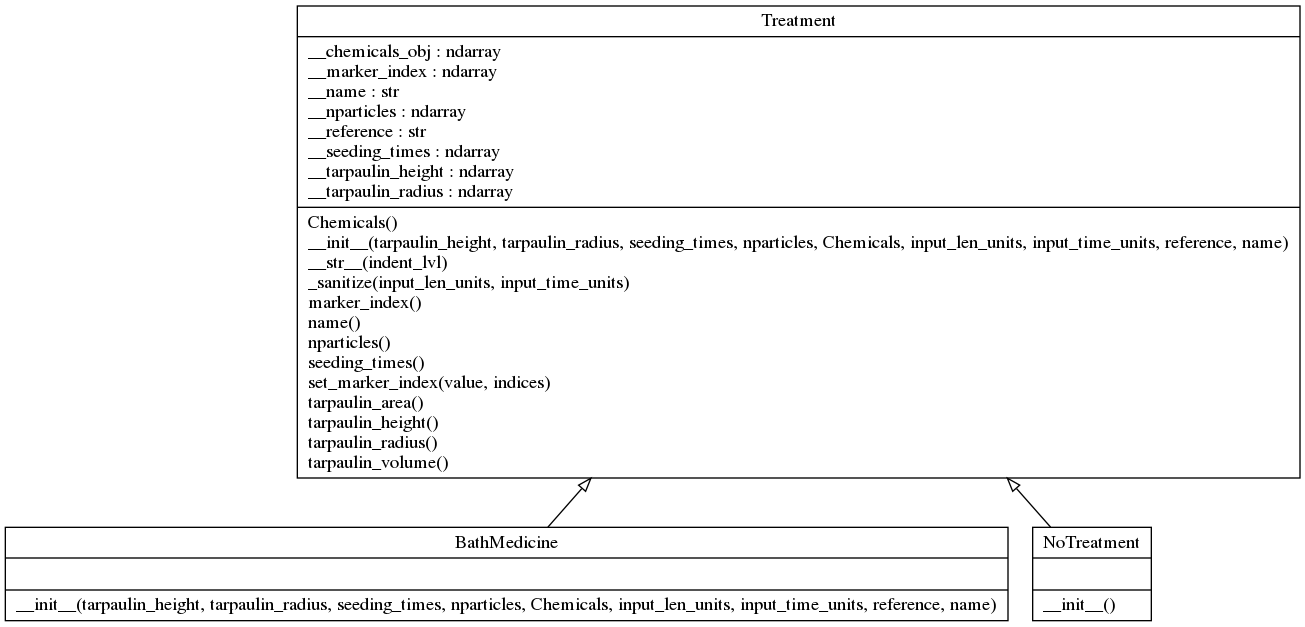 Treatment
__chemicals_obj : ndarray
__marker_index : ndarray
__name : str
__nparticles : ndarray
__reference : str
__seeding_times : ndarray
__tarpaulin_height : ndarray
__tarpaulin_radius : ndarray
Chemicals()
__init__(tarpaulin_height, tarpaulin_radius, seeding_times, nparticles, Chemicals, input_len_units, input_time_units, reference, name)
__str__(indent_lvl)
_sanitize(input_len_units, input_time_units)
marker_index()
name()
nparticles()
seeding_times()
set_marker_index(value, indices)
tarpaulin_area()
tarpaulin_height()
tarpaulin_radius()
tarpaulin_volume()
BathMedicine
__init__(tarpaulin_height, tarpaulin_radius, seeding_times, nparticles, Chemicals, input_len_units, input_time_units, reference, name)
NoTreatment
__init__()